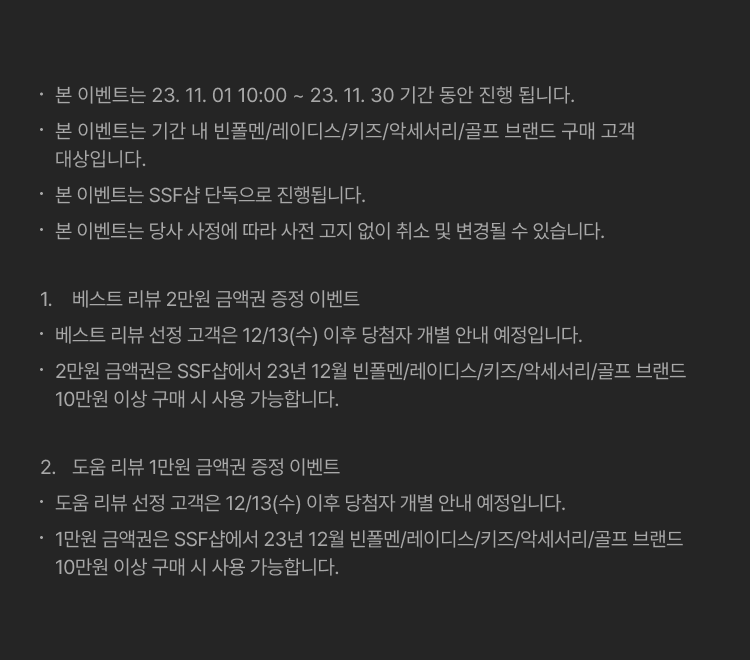 · 본 이벤트는 23. 11. 01 10:00 ~ 23. 11. 30 기간 동안 진행 됩니다.
· 본 이벤트는 기간 내 빈폴멘/레이디스/키즈/악세서리/골프 브랜드 구매 고객
대상입니다.
· 본 이벤트는 SSF샵 단독으로 진행됩니다.
· 본 이벤트는 당사 사정에 따라 사전 고지 없이 취소 및 변경될 수 있습니다.
1. 베스트 리뷰 2만원 금액권 증정 이벤트
· 베스트 리뷰 선정 고객은 12/13(수) 이후 당첨자 개별 안내 예정입니다.
· 2만원 금액권은 SSF샵에서 23년 12월 빈폴멘/레이디스/키즈/악세서리/골프 브랜드
10만원 이상 구매 시 사용 가능합니다.
2. 도움 리뷰 1만원 금액권 증정 이벤트
· 도움 리뷰 선정 고객은 12/13(수) 이후 당첨자 개별 안내 예정입니다.
· 1만원 금액권은 SSF샵에서 23년 12월 빈폴멘/레이디스/키즈/악세서리/골프 브랜드
10만원 이상 구매 시 사용 가능합니다.